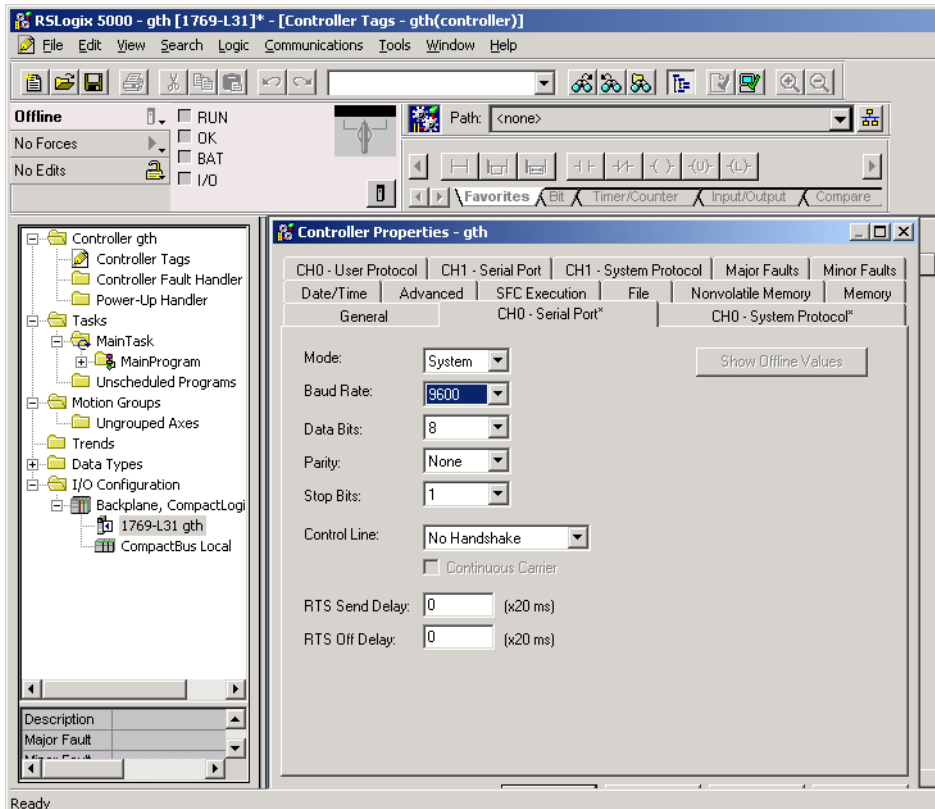 RSLogix 5000 - gth [1769-L31]* - [Controller Tags - gth(controller)]
File Edit View Search Logic Communications Tools Window Help
Offline
RUN
Path: <none>
No Forces
OK
No Edits
BAT
I/O
Favorites Bit Timer/Counter Input/Output Compare
Controller gth
Controller Tags
Controller Fault Handler
Power-Up Handler
Tasks
MainTask
MainProgram
Unscheduled Programs
Motion Groups
Ungrouped Axes
Trends
Data Types
I/O Configuration
Backplane, CompactLogi
1769-L31 gth
CompactBus Local
Description
Major Fault
Controller Properties - gth
CH0 - User Protocol CH1 - Serial Port CH1 - System Protocol Major Faults Minor Faults
Date/Time Advanced SFC Execution File Nonvolatile Memory Memory
General CH0 - Serial Port* CH0 - System Protocol*
Mode: System Show Offline Values
Baud Rate: 9600
Data Bits: 8
Parity: None
Stop Bits: 1
Control Line: No Handshake
Continuous Carrier
RTS Send Delay: 0 (x20 ms)
RTS Off Delay: 0 (x20 ms)
Ready